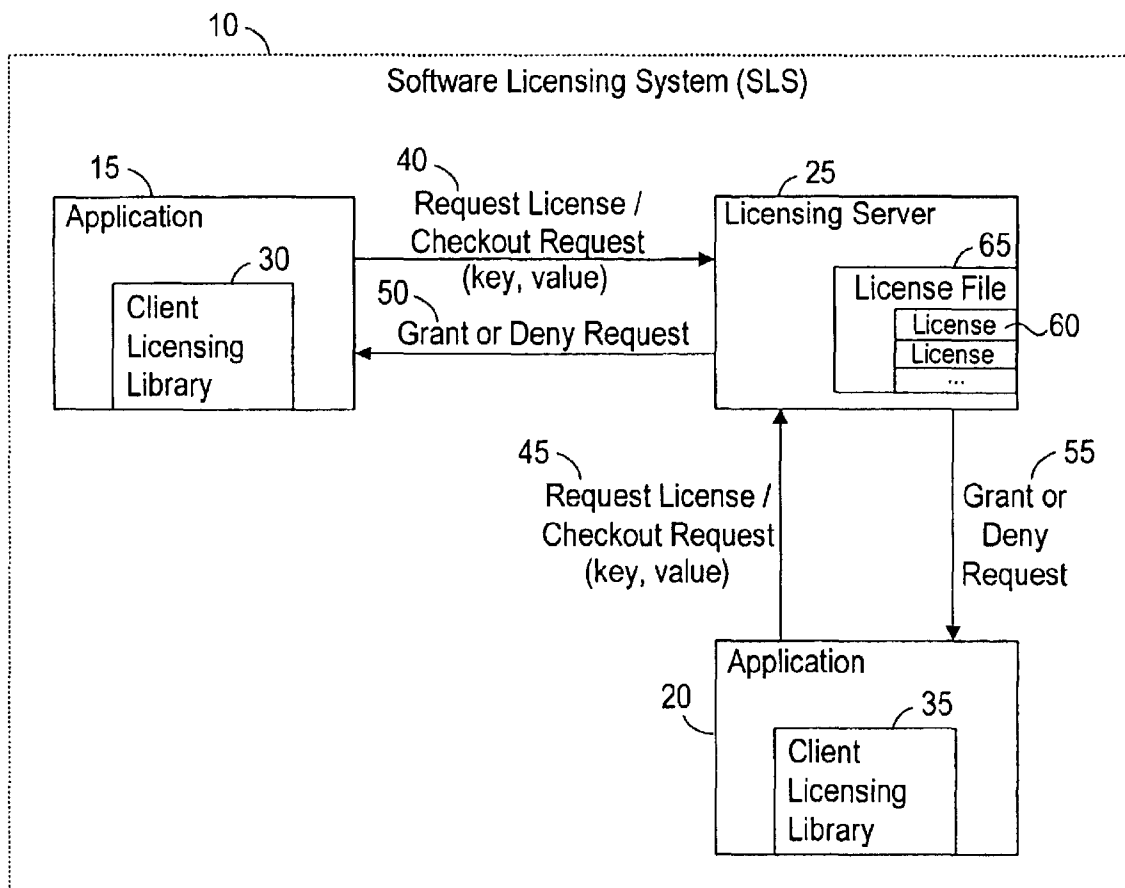 10
Software Licensing System (SLS)
15
Application
30
Client
Licensing
Library
40
Request License /
Checkout Request
(key, value)
50
Grant or Deny Request
25
Licensing Server
65
License File
License
60
License
...
45
Request License /
Checkout Request
(key, value)
55
Grant or
Deny
Request
Application
20
35
Client
Licensing
Library